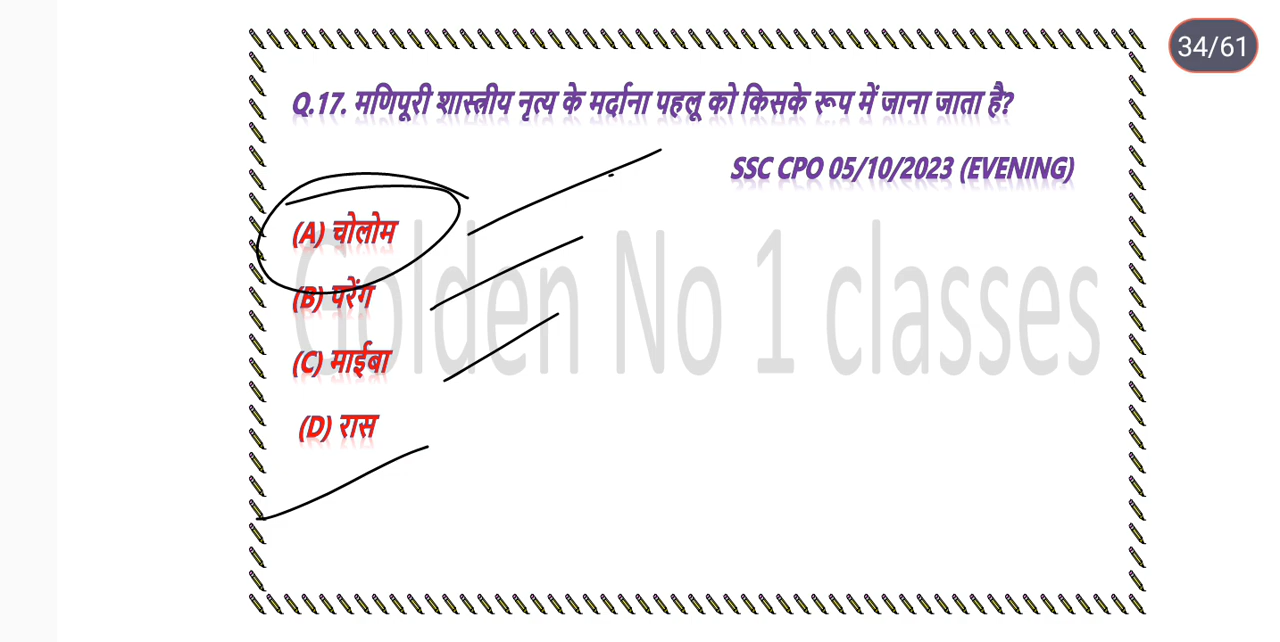 34/61
Q.17. मणिपूरी शास्त्रीय नृत्य के मर्दाना पहलू को किसके रूप में जाना जाता है?
SSC CPO 05/10/2023 (EVENING)
(A) चोलोम
(B) परेंग
(C) माईबा
(D) रास
Golden No 1 classes